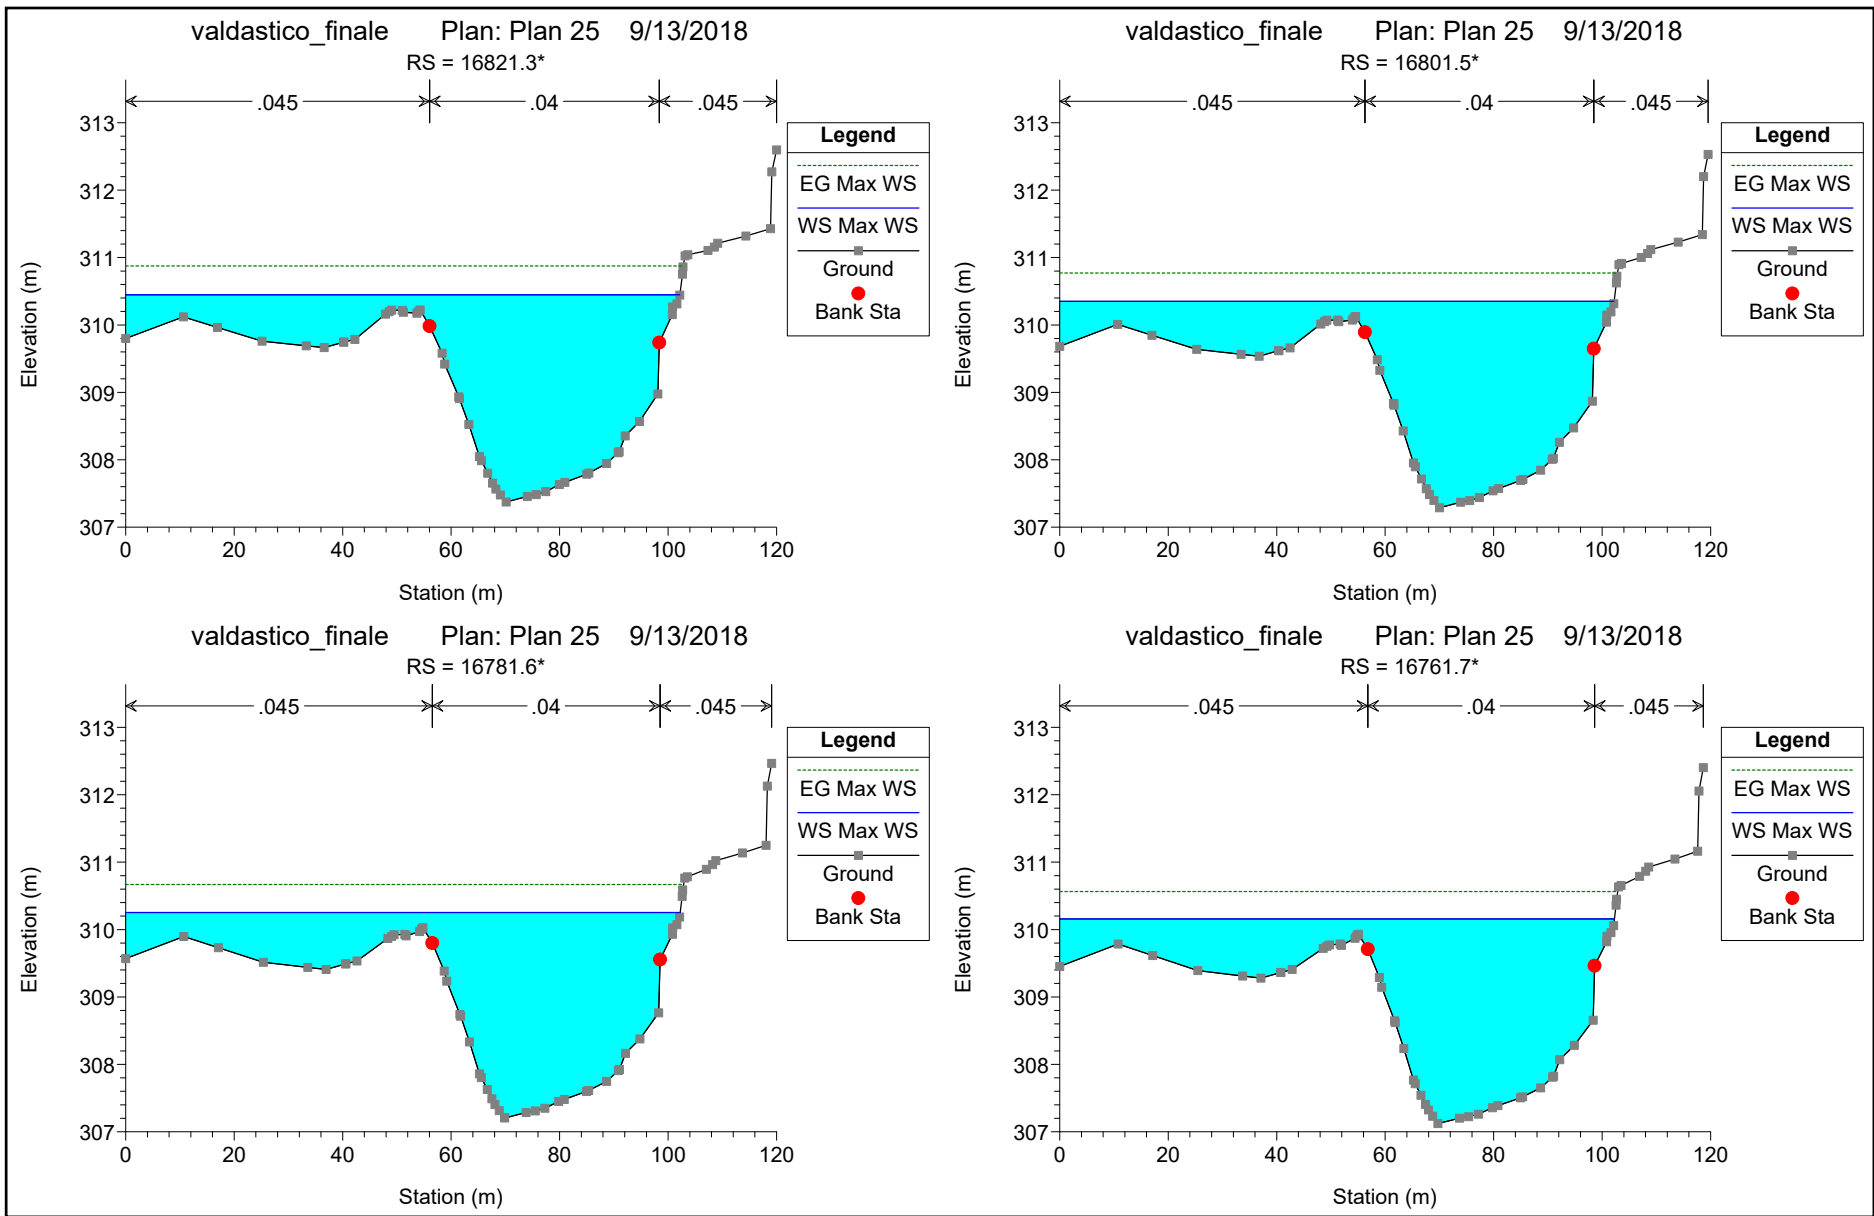 valdastico_finale Plan: Plan 25 9/13/2018
RS = 16821.3*
.045 .04 .045
313
312
311
310
309
308
307
Elevation (m)
0 20 40 60 80 100 120
Station (m)
Legend
EG Max WS
WS Max WS
Ground
Bank Sta
valdastico_finale Plan: Plan 25 9/13/2018
RS = 16801.5*
.045 .04 .045
313
312
311
310
309
308
307
Elevation (m)
0 20 40 60 80 100 120
Station (m)
Legend
EG Max WS
WS Max WS
Ground
Bank Sta
valdastico_finale Plan: Plan 25 9/13/2018
RS = 16781.6*
.045 .04 .045
313
312
311
310
309
308
307
Elevation (m)
0 20 40 60 80 100 120
Station (m)
Legend
EG Max WS
WS Max WS
Ground
Bank Sta
valdastico_finale Plan: Plan 25 9/13/2018
RS = 16761.7*
.045 .04 .045
313
312
311
310
309
308
307
Elevation (m)
0 20 40 60 80 100 120
Station (m)
Legend
EG Max WS
WS Max WS
Ground
Bank Sta